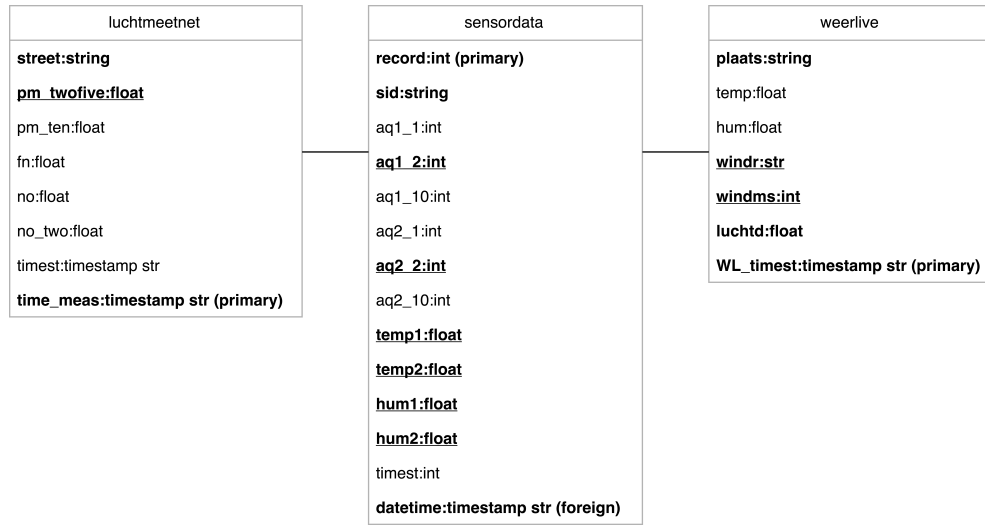 luchtmeetnet
street:string
pm_twofive:float
pm_ten:float
fn:float
no:float
no_two:float
timest:timestamp str
time_meas:timestamp str (primary)
sensordata
record:int (primary)
sid:string
aq1_1:int
aq1_2:int
aq1_10:int
aq2_1:int
aq2_2:int
aq2_10:int
temp1:float
temp2:float
hum1:float
hum2:float
timest:int
datetime:timestamp str (foreign)
weerlive
plaats:string
temp:float
hum:float
windr:str
windms:int
luchtd:float
WL_timest:timestamp str (primary)